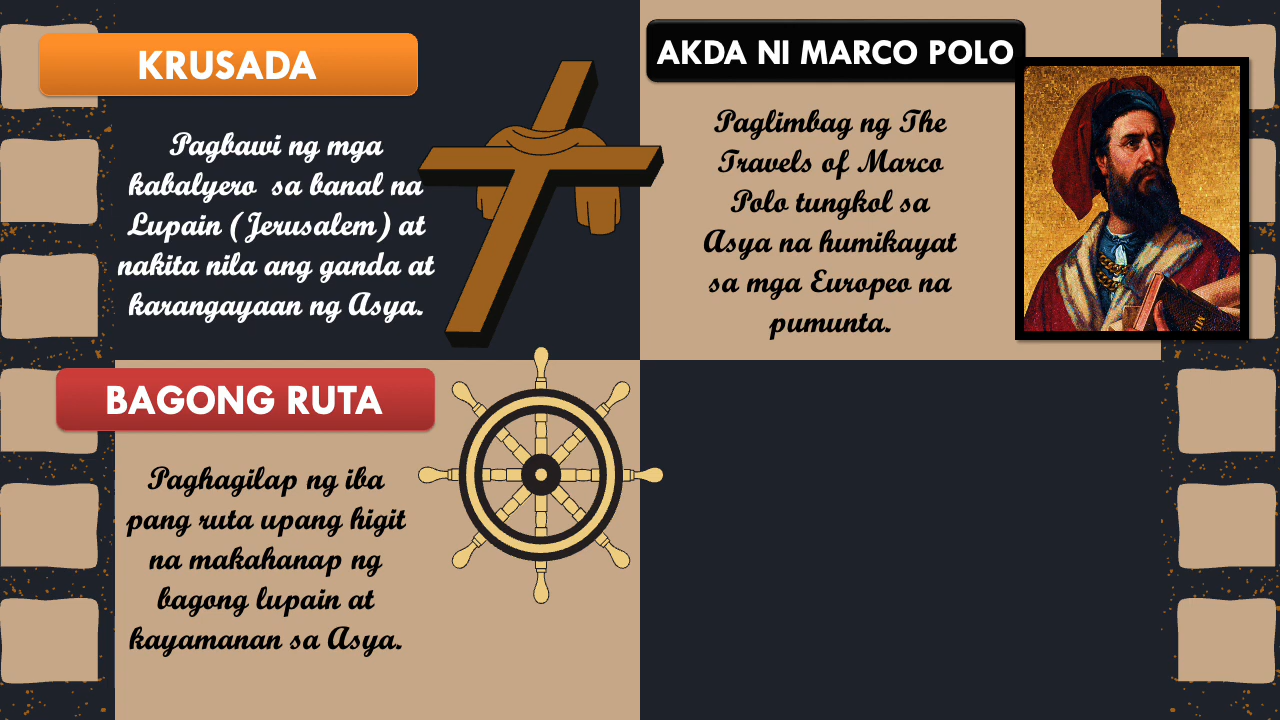 KRUSADA
Pagbawi ng mga
kabalyero sa banal na
Lupain (Jerusalem) at
nakita nila ang ganda at
karangayaan ng Asya.
AKDA NI MARCO POLO
Paglimbag ng The
Travels of Marco
Polo tungkol sa
Asya na humikayat
sa mga Europeo na
pumunta.
BAGONG RUTA
Paghagilap ng iba
pang ruta upang higit
na makahanap ng
bagong lupain at
kayamanan sa Asya.